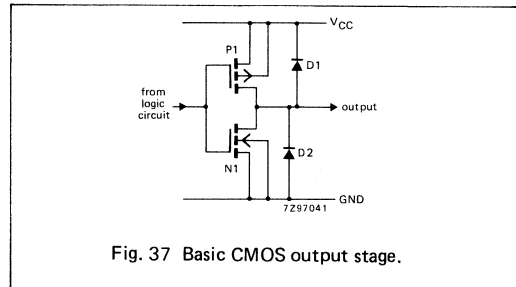 VCC
P1
D1
from
logic
circuit
output
D2
N1
GND
7Z97041
Fig. 37 Basic CMOS output stage.